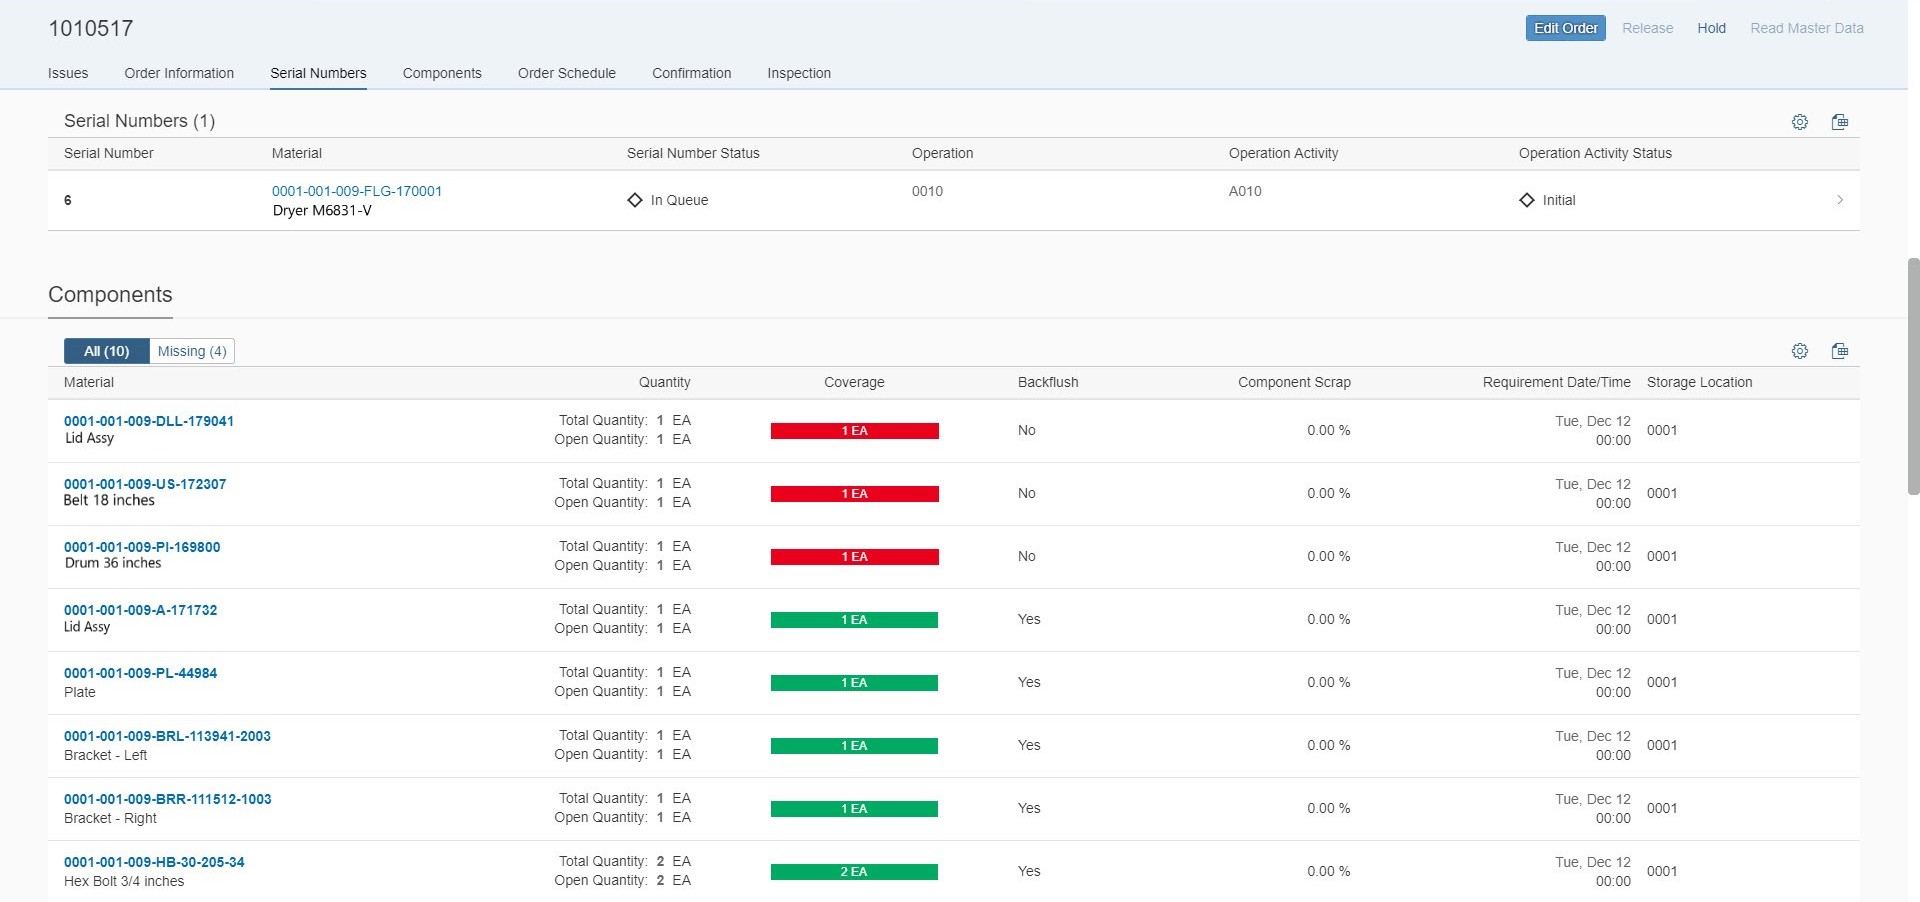 1010517
Edit Order Release Hold Read Master Data
Issues Order Information Serial Numbers Components Order Schedule Confirmation Inspection
Serial Numbers (1)
Serial Number Material Serial Number Status Operation Operation Activity Operation Activity Status
6 0001-001-009-FLG-170001 In Queue 0010 A010 Initial
Dryer M6831-V
Components
All (10) Missing (4)
Material Quantity Coverage Backflush Component Scrap Requirement Date/Time Storage Location
0001-001-009-DLL-179041 Total Quantity: 1 EA 1 EA No 0.00 % Tue, Dec 12 0001
Lid Assy Open Quantity: 1 EA 00:00
0001-001-009-US-172307 Total Quantity: 1 EA 1 EA No 0.00 % Tue, Dec 12 0001
Belt 18 inches Open Quantity: 1 EA 00:00
0001-001-009-PI-169800 Total Quantity: 1 EA 1 EA No 0.00 % Tue, Dec 12 0001
Drum 36 inches Open Quantity: 1 EA 00:00
0001-001-009-A-171732 Total Quantity: 1 EA 1 EA Yes 0.00 % Tue, Dec 12 0001
Lid Assy Open Quantity: 1 EA 00:00
0001-001-009-PL-44984 Total Quantity: 1 EA 1 EA Yes 0.00 % Tue, Dec 12 0001
Plate Open Quantity: 1 EA 00:00
0001-001-009-BRL-113941-2003 Total Quantity: 1 EA 1 EA Yes 0.00 % Tue, Dec 12 0001
Bracket - Left Open Quantity: 1 EA 00:00
0001-001-009-BRR-111512-1003 Total Quantity: 1 EA 1 EA Yes 0.00 % Tue, Dec 12 0001
Bracket - Right Open Quantity: 1 EA 00:00
0001-001-009-HB-30-205-34 Total Quantity: 2 EA 2 EA Yes 0.00 % Tue, Dec 12 0001
Hex Bolt 3/4 inches Open Quantity: 2 EA 00:00